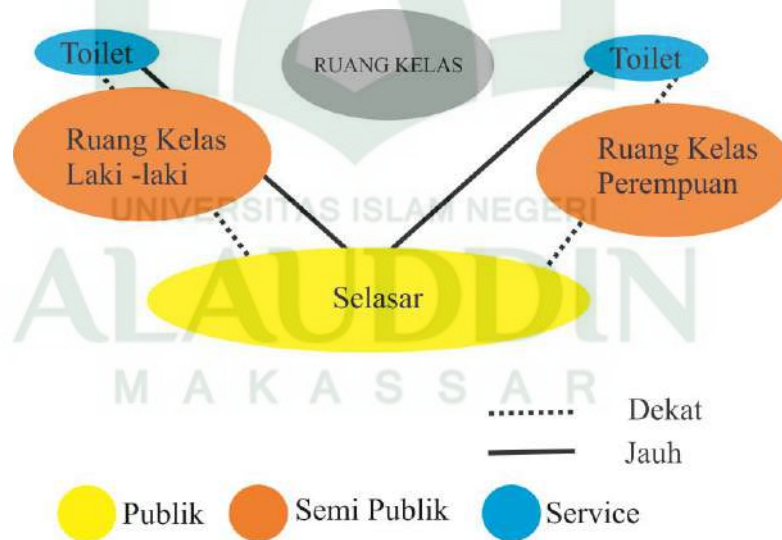 Toilet
RUANG KELAS
Toilet
Ruang Kelas
Laki -laki
Ruang Kelas
Perempuan
UNIVERSITAS ISLAM NEGERI
Selasar
ALAUDDIN
MAKASSAR
Dekat
Jauh
Publik
Semi Publik
Service